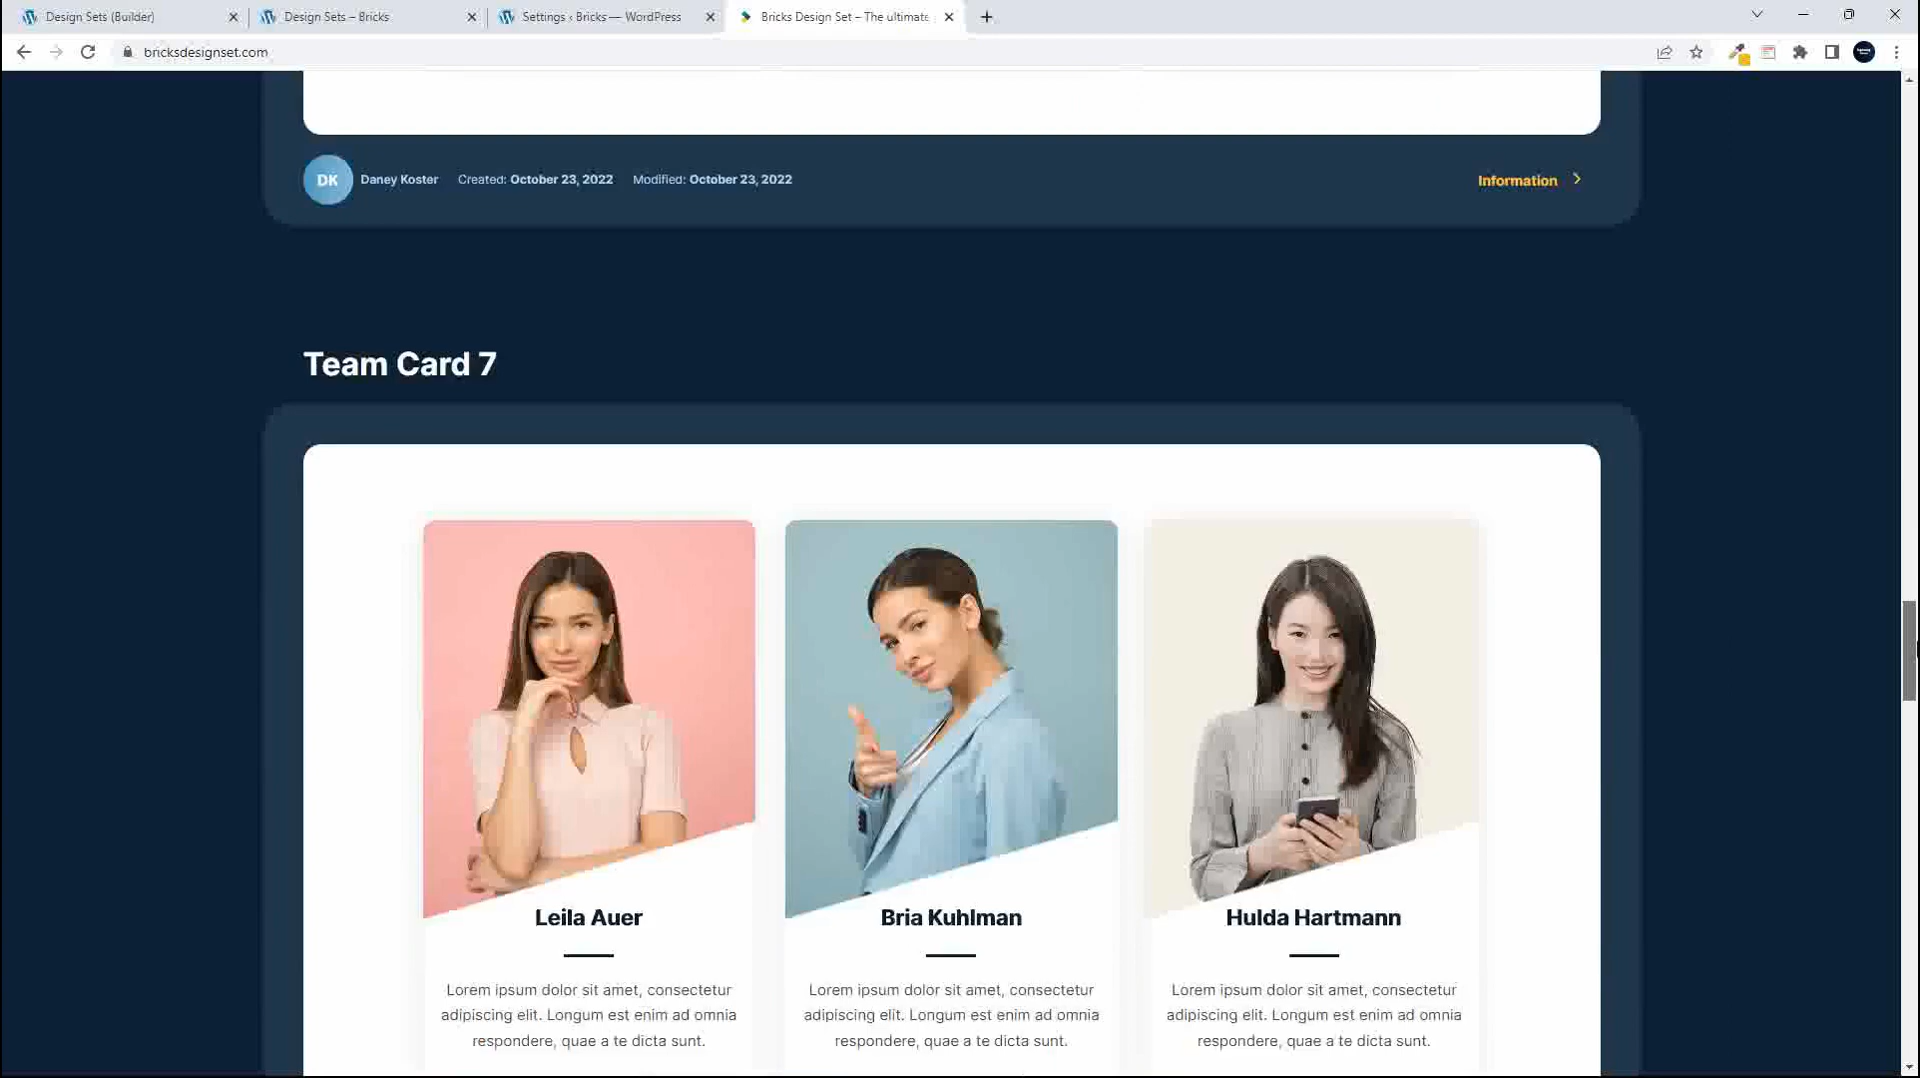 Design Sets (Builder)
Design Sets – Bricks
Settings ‹ Bricks — WordPress
Bricks Design Set – The ultimate
bricksdesignset.com
DK
Daney Koster
Created: October 23, 2022
Modified: October 23, 2022
Information
Team Card 7
Leila Auer
Lorem ipsum dolor sit amet, consectetur
adipiscing elit. Longum est enim ad omnia
respondere, quae a te dicta sunt.
Bria Kuhlman
Lorem ipsum dolor sit amet, consectetur
adipiscing elit. Longum est enim ad omnia
respondere, quae a te dicta sunt.
Hulda Hartmann
Lorem ipsum dolor sit amet, consectetur
adipiscing elit. Longum est enim ad omnia
respondere, quae a te dicta sunt.